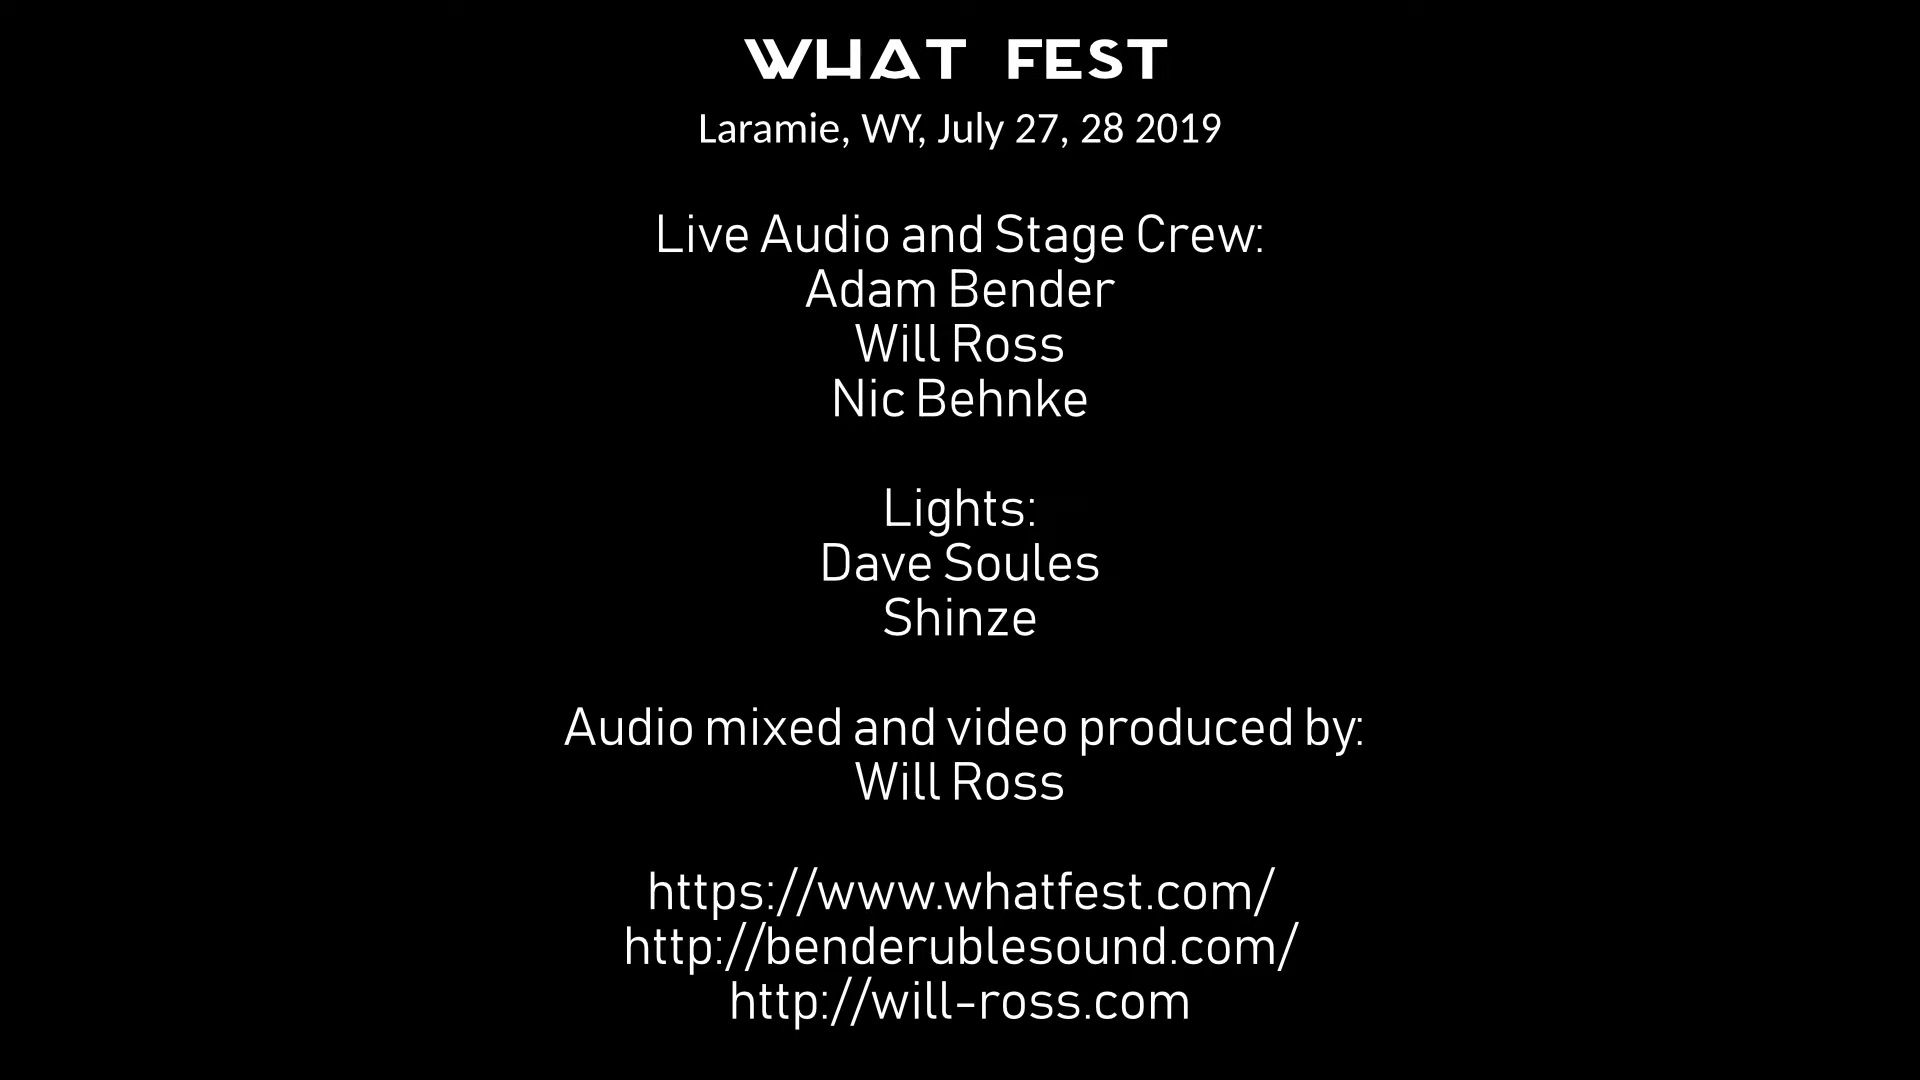 WHAT FEST
Laramie, WY, July 27, 28 2019
Live Audio and Stage Crew:
Adam Bender
Will Ross
Nic Behnke
Lights:
Dave Soules
Shinze
Audio mixed and video produced by:
Will Ross
https://www.whatfest.com/
http://benderublesound.com/
http://will-ross.com